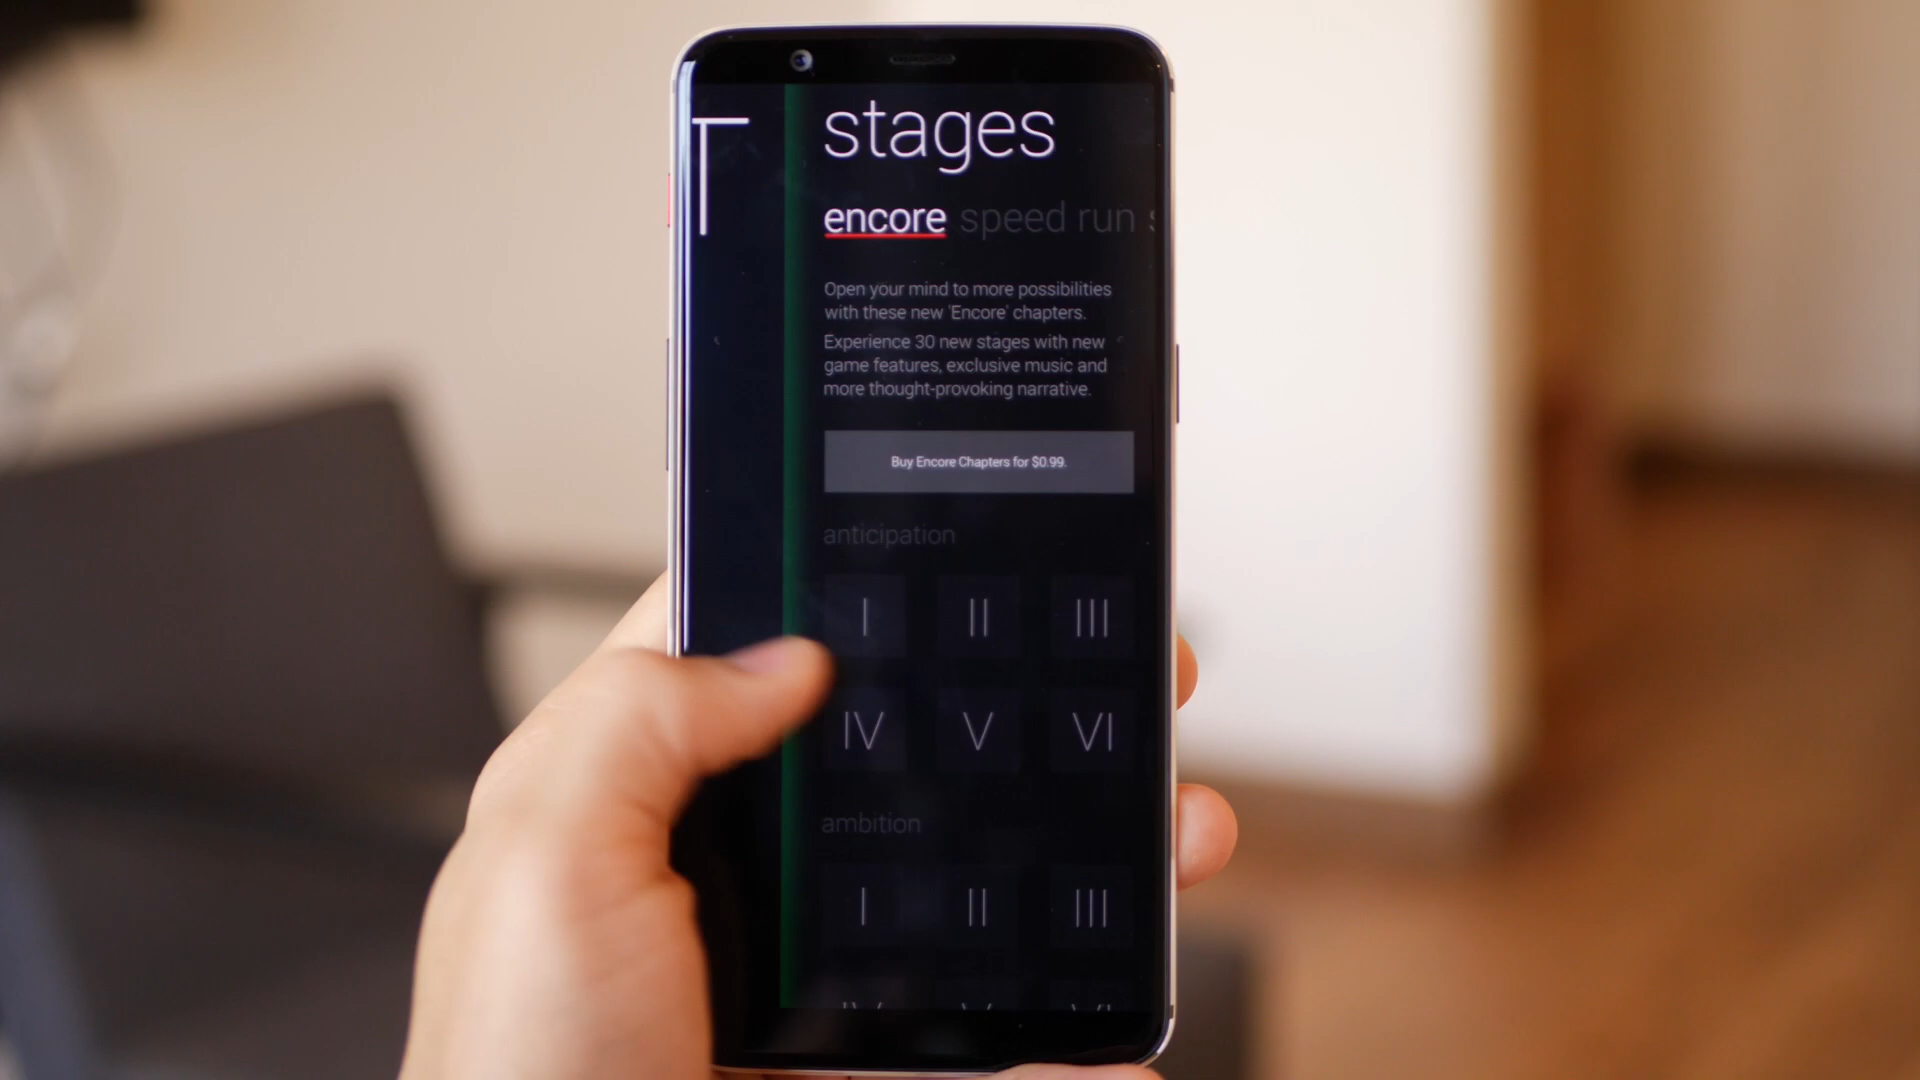 T
stages
encore speed run
Open your mind to more possibilities
with these new 'Encore' chapters.
Experience 30 new stages with new
game features, exclusive music and
more thought-provoking narrative.
Buy Encore Chapters for $0.99.
anticipation
I II III
IV V VI
ambition
I II III
IV V VI